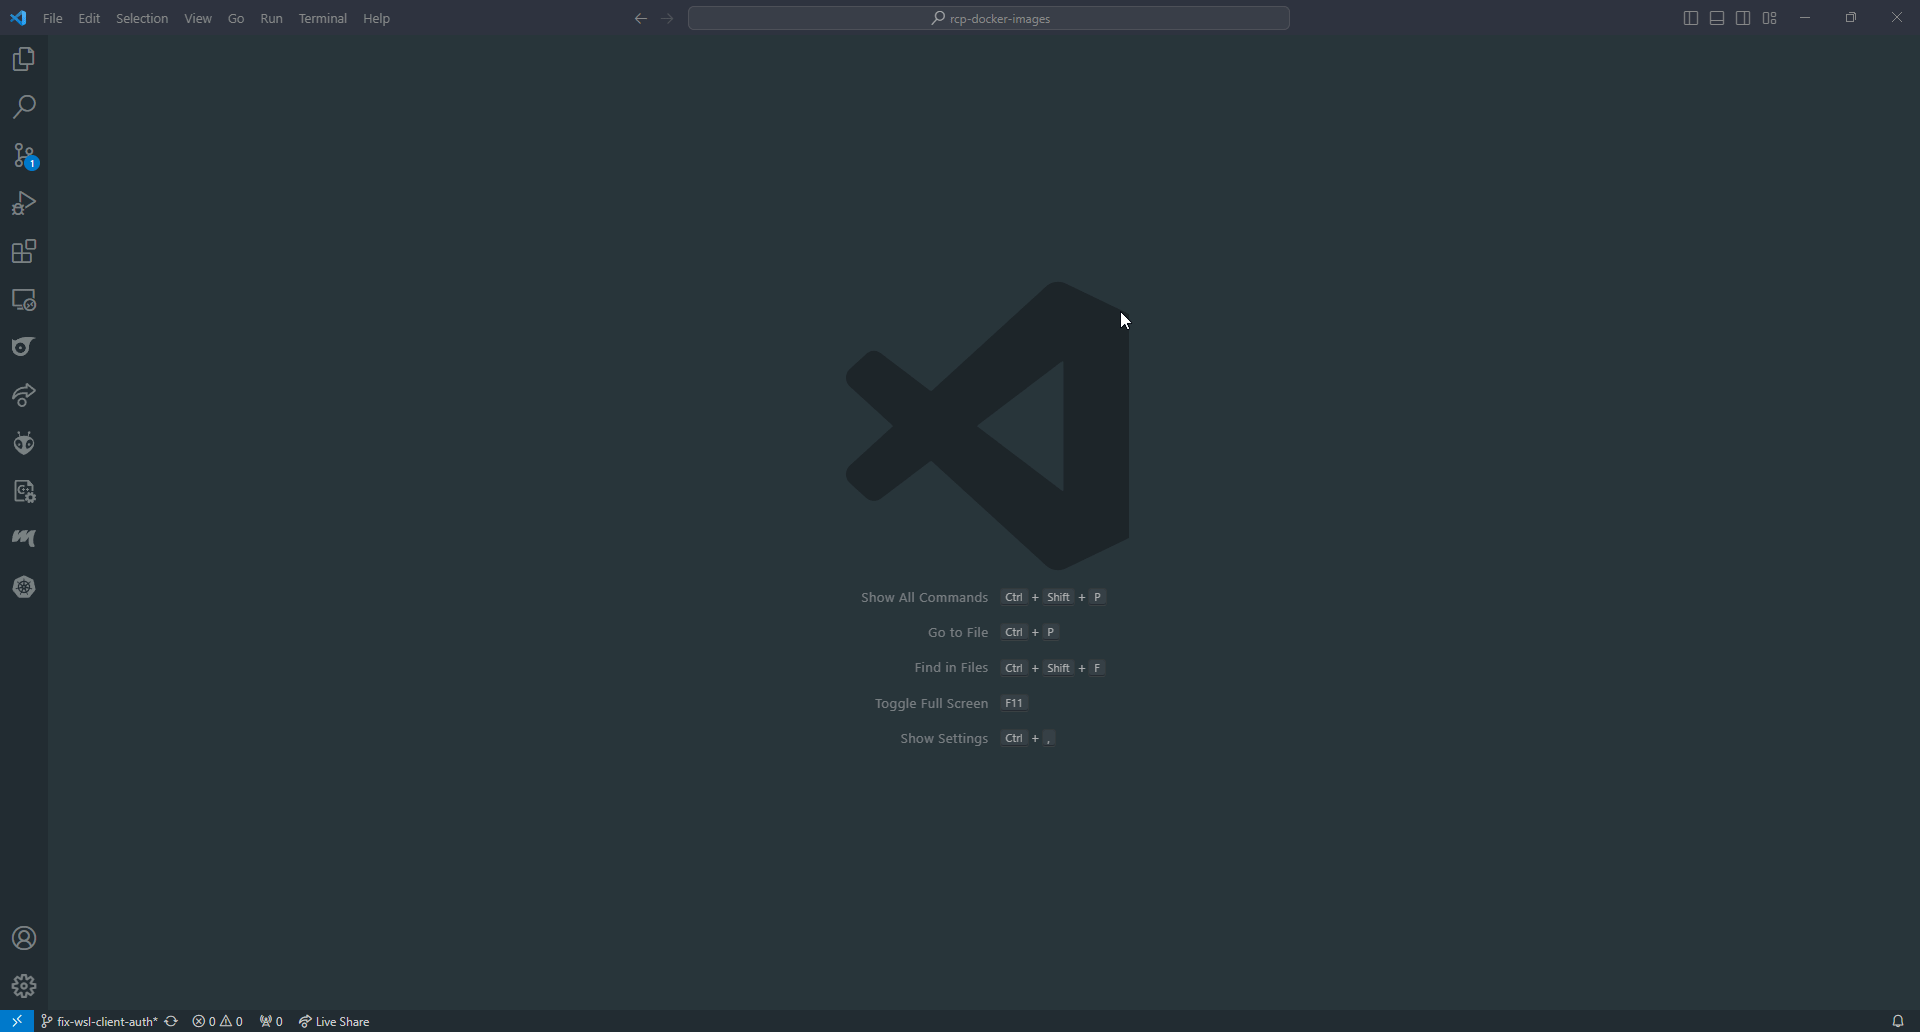 File Edit Selection View Go Run Terminal Help
rcp-docker-images
1
Show All Commands Ctrl + Shift + P
Go to File Ctrl + P
Find in Files Ctrl + Shift + F
Toggle Full Screen F11
Show Settings Ctrl + ,
fix-wsl-client-auth* 0 0 0 Live Share